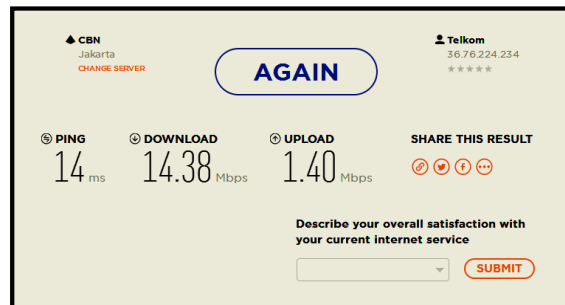 CBN
Jakarta
CHANGE SERVER
AGAIN
Telkom
36.76.224.234
PING
14 ms
DOWNLOAD
14.38 Mbps
UPLOAD
1.40 Mbps
SHARE THIS RESULT
Describe your overall satisfaction with
your current internet service
SUBMIT